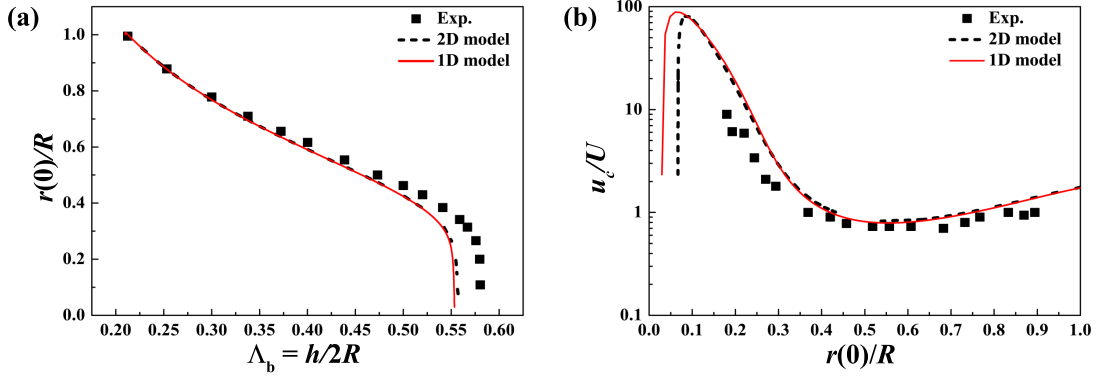 (a)
r(0)/R
1.0
0.8
0.6
0.4
0.2
0.0
0.20 0.25 0.30 0.35 0.40 0.45 0.50 0.55 0.60
Λb = h/2R
Exp.
2D model
1D model
(b)
uc/U
100
10
1
0.1
0.0 0.1 0.2 0.3 0.4 0.5 0.6 0.7 0.8 0.9 1.0
r(0)/R
Exp.
2D model
1D model